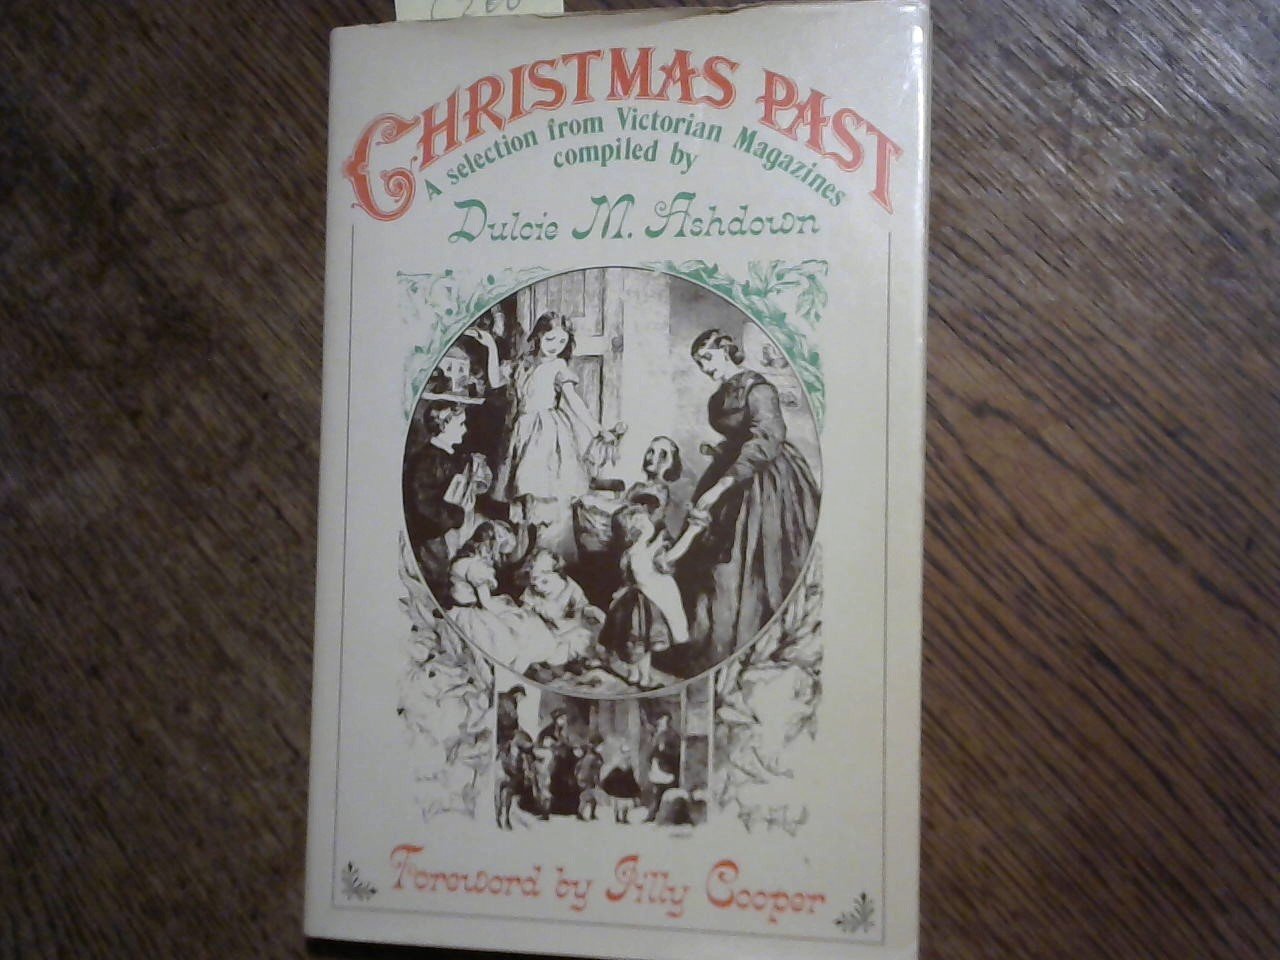 CHRISTMAS PAST
A selection from Victorian Magazines
compiled by
Dulcie M. Ashdown
Foreword by Jilly Cooper